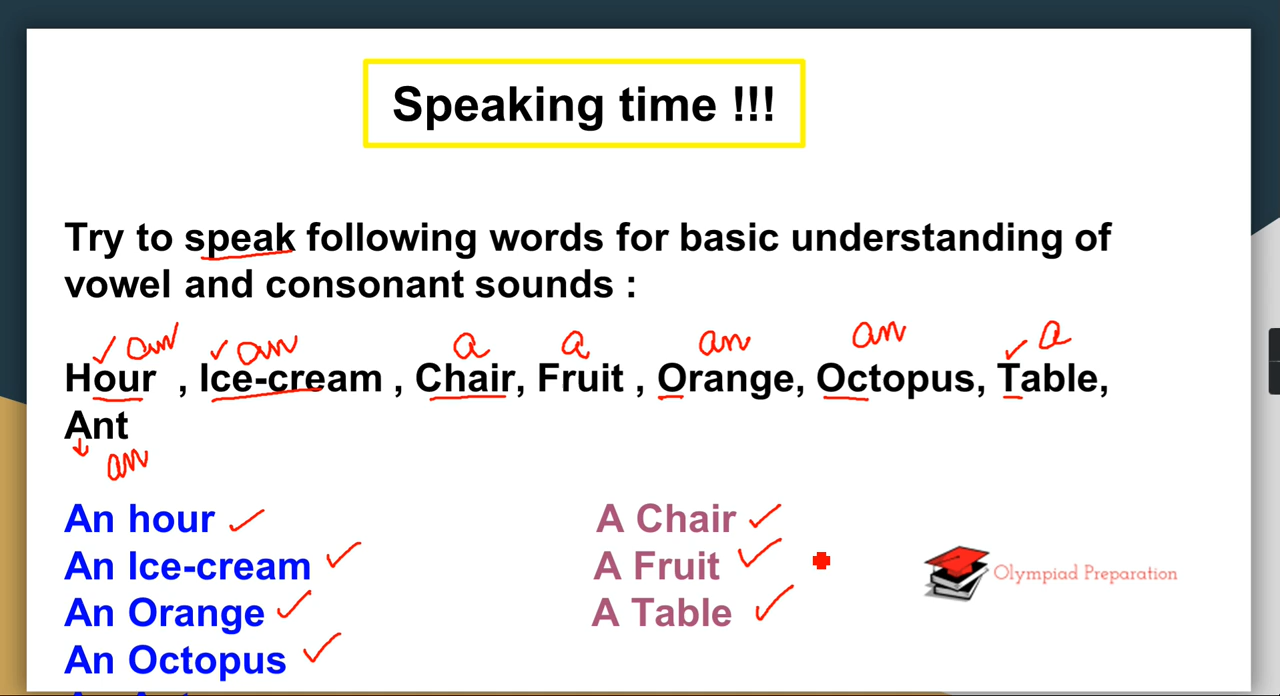 Speaking time !!!
Try to speak following words for basic understanding of
vowel and consonant sounds :
an an a a an an a
Hour , Ice-cream , Chair, Fruit , Orange, Octopus, Table,
Ant
an
An hour
An Ice-cream
An Orange
An Octopus
A Chair
A Fruit
A Table
Olympiad Preparation